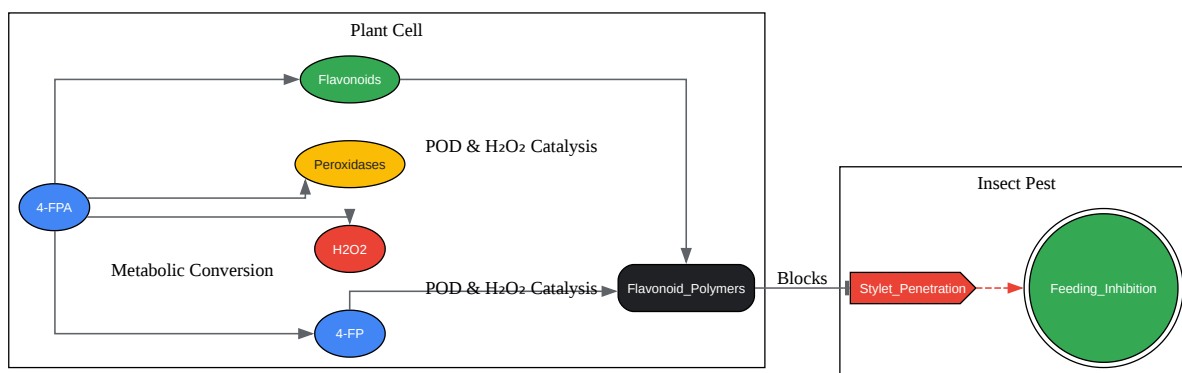 Plant Cell
Flavonoids
POD & H₂O₂ Catalysis
Peroxidases
4-FPA
Insect Pest
H2O2
Metabolic Conversion
POD & H₂O₂ Catalysis
Flavonoid_Polymers
Blocks
Stylet_Penetration
Feeding_Inhibition
4-FP